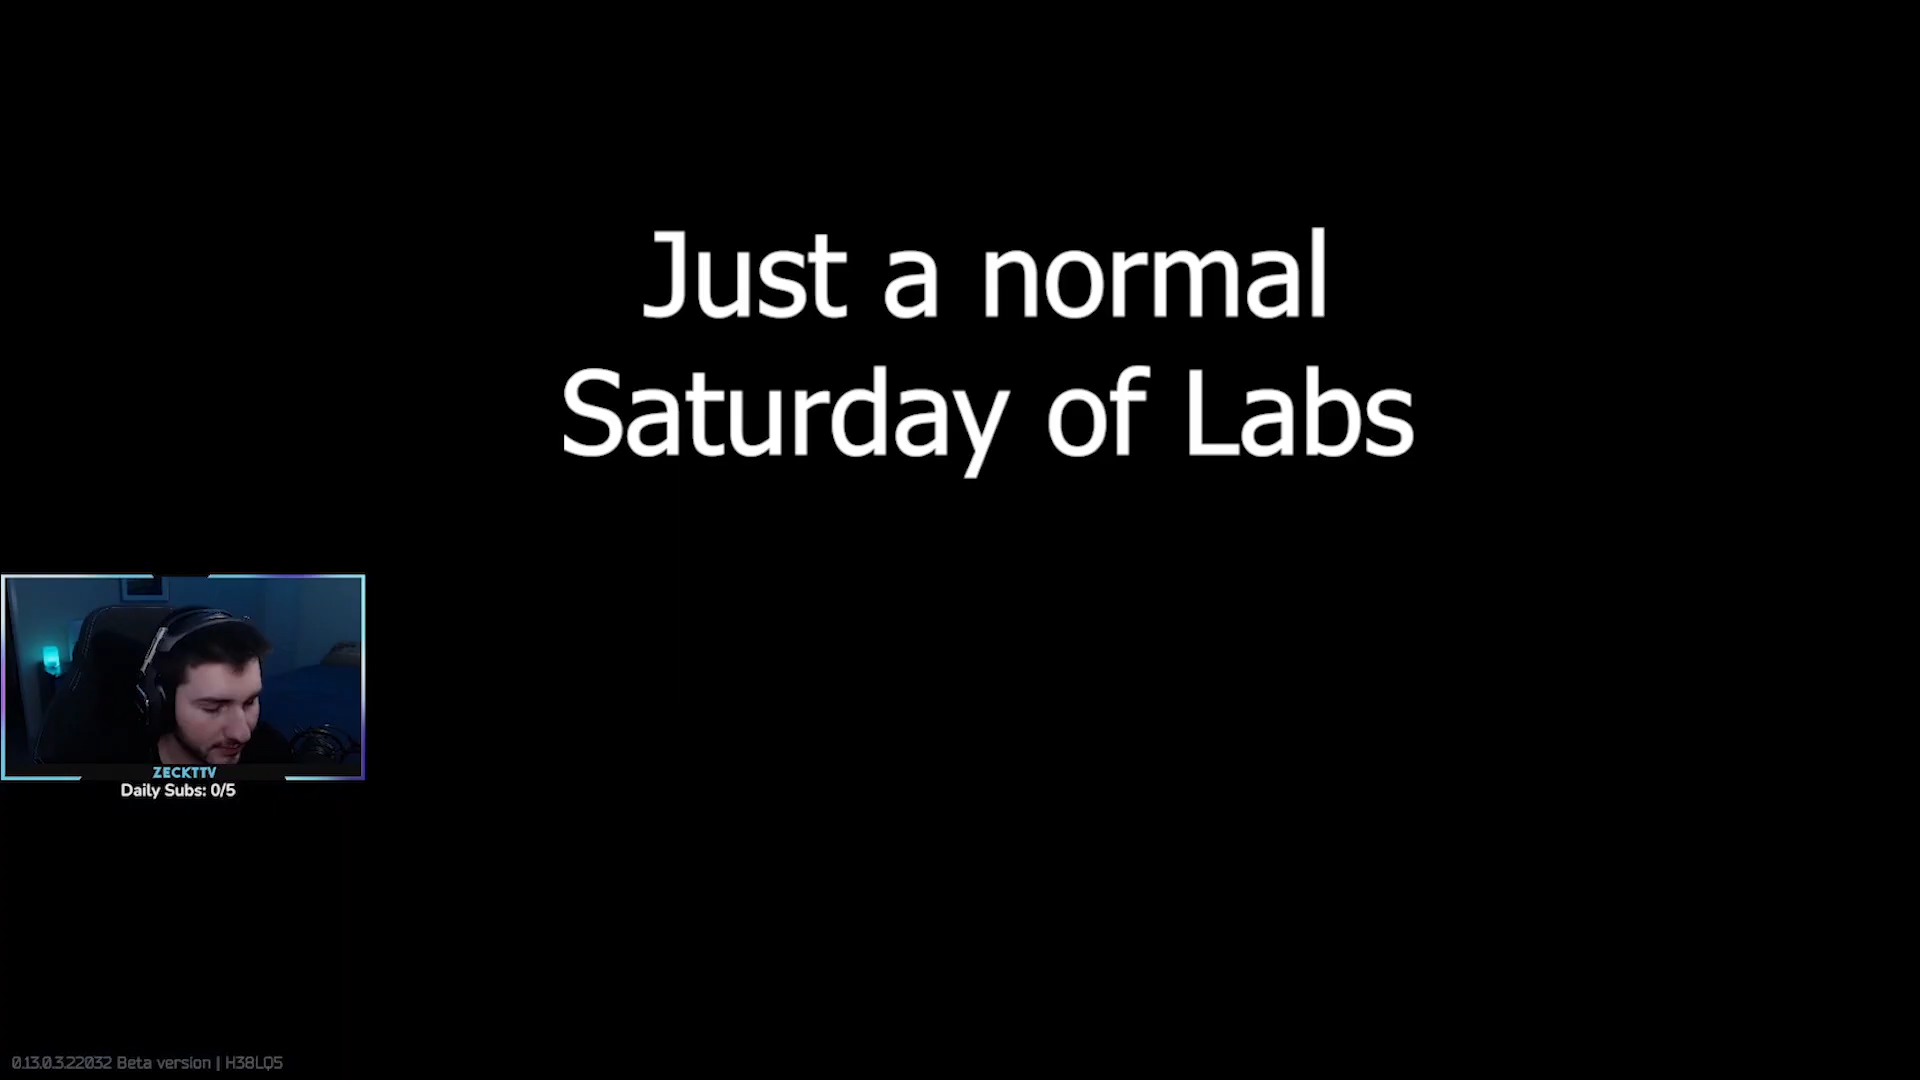 Just a normal
Saturday of Labs
ZECKTTV
Daily Subs: 0/5
0.13.0.3.22032 Beta version | H38LQ5